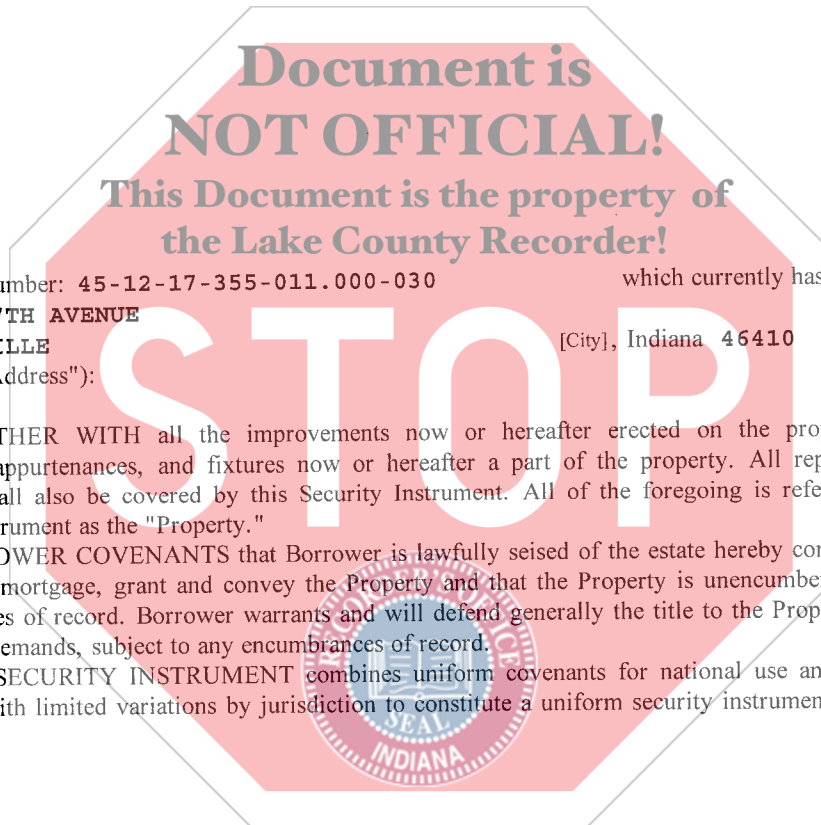 Document is
NOT OFFICIAL!
This Document is the property of
the Lake County Recorder!
umber: 45-12-17-355-011.000-030 which currently has
TH AVENUE
LLE [City], Indiana 46410
ddress"):
STOP
THER WITH all the improvements now or hereafter erected on the pro
appurtenances, and fixtures now or hereafter a part of the property. All rep
all also be covered by this Security Instrument. All of the foregoing is refe
rument as the "Property."
OWER COVENANTS that Borrower is lawfully seised of the estate hereby con
mortgage, grant and convey the Property and that the Property is unencumbe
es of record. Borrower warrants and will defend generally the title to the Prop
emands, subject to any encumbrances of record.
SECURITY INSTRUMENT combines uniform covenants for national use an
ith limited variations by jurisdiction to constitute a uniform security instrumen
RECORDER'S OFFICE
SEAL
INDIANA